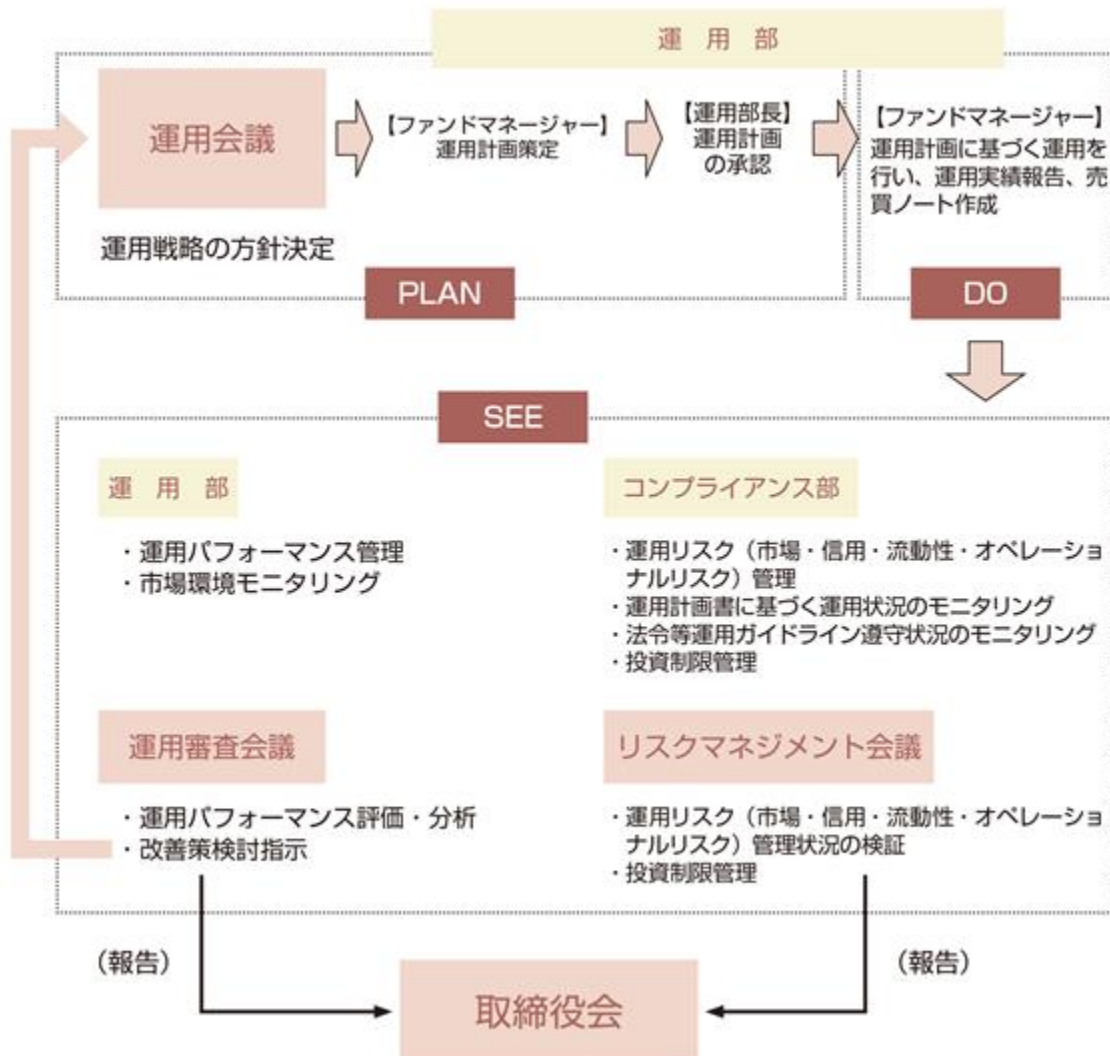 運 用 部
運用会議
運用戦略の方針決定
【ファンドマネージャー】
運用計画策定
【運用部長】
運用計画
の承認
【ファンドマネージャー】
運用計画に基づく運用を
行い、運用実績報告、売
買ノート作成
PLAN
DO
SEE
運 用 部
・運用パフォーマンス管理
・市場環境モニタリング
コンプライアンス部
・運用リスク（市場・信用・流動性・オペレーショ
ナルリスク）管理
・運用計画書に基づく運用状況のモニタリング
・法令等運用ガイドライン遵守状況のモニタリング
・投資制限管理
運用審査会議
・運用パフォーマンス評価・分析
・改善策検討指示
リスクマネジメント会議
・運用リスク（市場・信用・流動性・オペレーショ
ナルリスク）管理状況の検証
・投資制限管理
（報告）
（報告）
取締役会